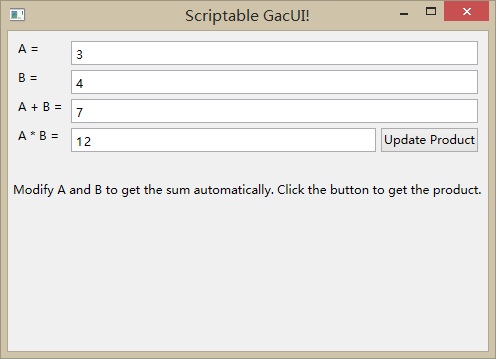 Scriptable GacUI!
A = 3
B = 4
A + B = 7
A * B = 12 Update Product
Modify A and B to get the sum automatically. Click the button to get the product.